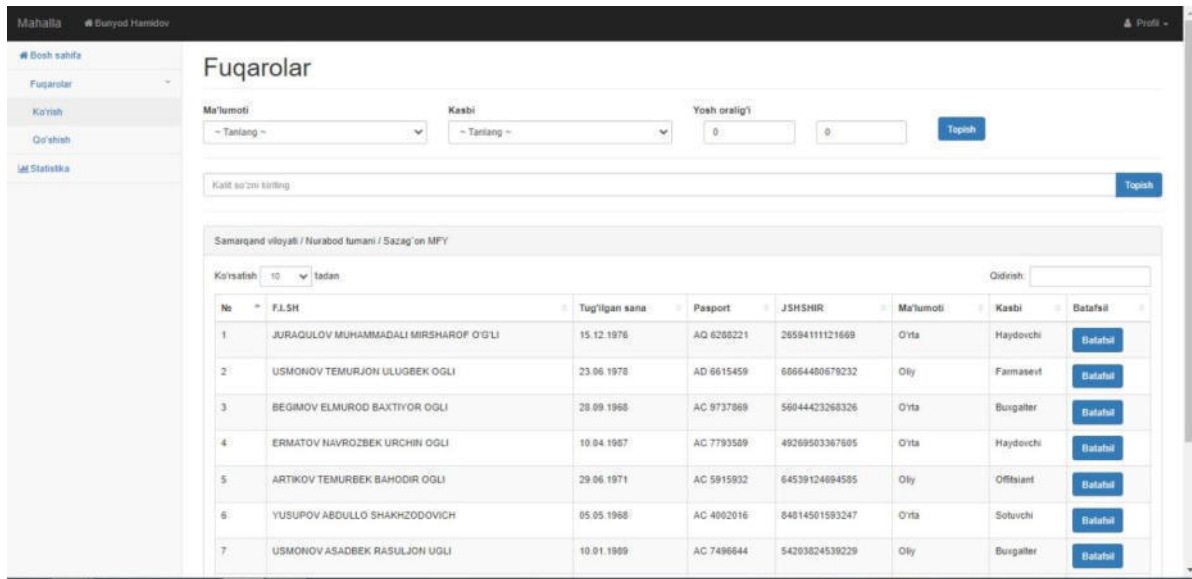 Mahalla Bunyod Hamidov Profil
Bosh sahifa
Fuqarolar
Ko'rish
Qo'shish
Statistika
Fuqarolar
Ma'lumoti Kasbi Yosh oralig'i
~ Tanlang ~ ~ Tanlang ~ 0 0 Topish
Kalit so'zni kiriting Topish
Samarqand viloyati / Nurabod tumani / Sazag'on MFY
Ko'rsatish 10 tadan Qidirish:
№ F.I.SH Tug'ilgan sana Pasport JSHSHIR Ma'lumoti Kasbi Batafsil
1 JURAQULOV MUHAMMADALI MIRSHAROF O'G'LI 15.12.1976 AQ 6288221 26594111121669 O'rta Haydovchi Batafsil
2 USMONOV TEMURJON ULUGBEK OGLI 23.06.1978 AD 6615459 68664480679232 Oliy Farmasevt Batafsil
3 BEGIMOV ELMUROD BAXTIYOR OGLI 28.09.1968 AC 9737869 56044423268326 O'rta Buxgalter Batafsil
4 ERMATOV NAVROZBEK URCHIN OGLI 10.04.1987 AC 7793589 49269503367605 O'rta Haydovchi Batafsil
5 ARTIKOV TEMURBEK BAHODIR OGLI 29.06.1971 AC 5915932 64539124694585 Oliy Offitsiant Batafsil
6 YUSUPOV ABDULLO SHAKHZODOVICH 05.05.1968 AC 4002016 84814501593247 O'rta Sotuvchi Batafsil
7 USMONOV ASADBEK RASULJON UGLI 10.01.1989 AC 7496644 54203824539229 Oliy Buxgalter Batafsil